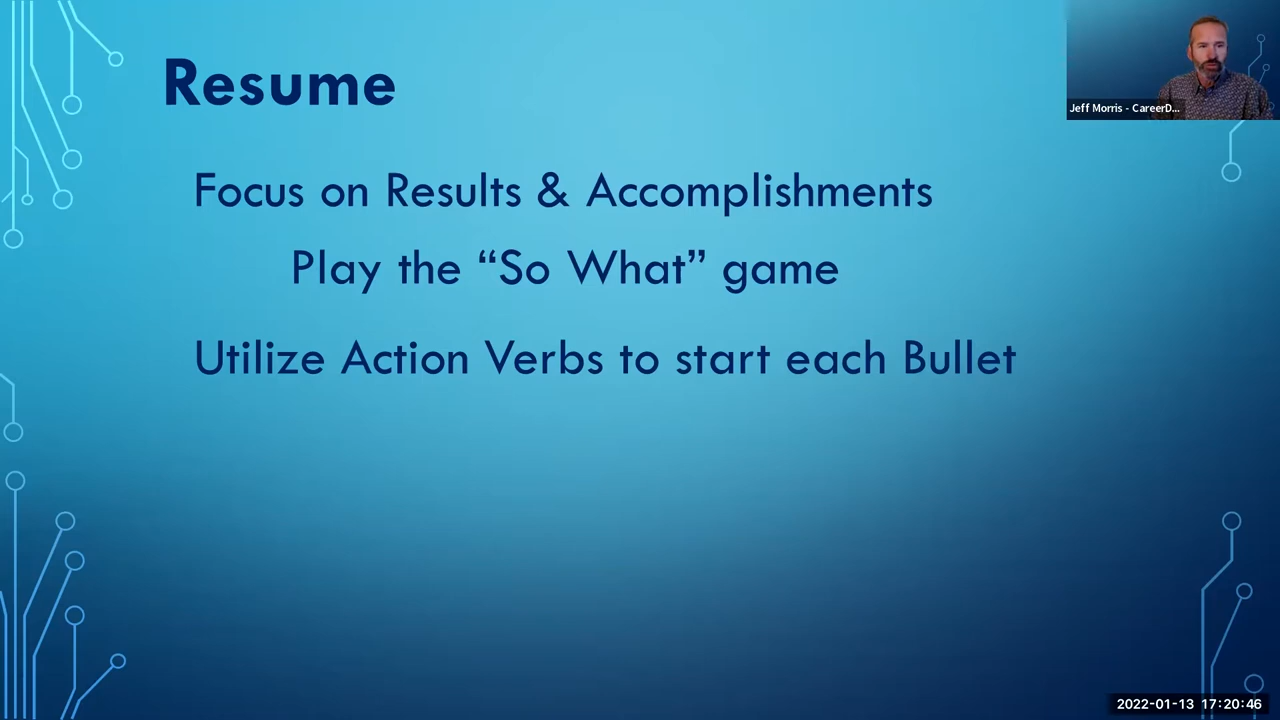 Resume
Jeff Morris - CareerD...
Focus on Results & Accomplishments
Play the “So What” game
Utilize Action Verbs to start each Bullet
2022-01-13 17:20:46